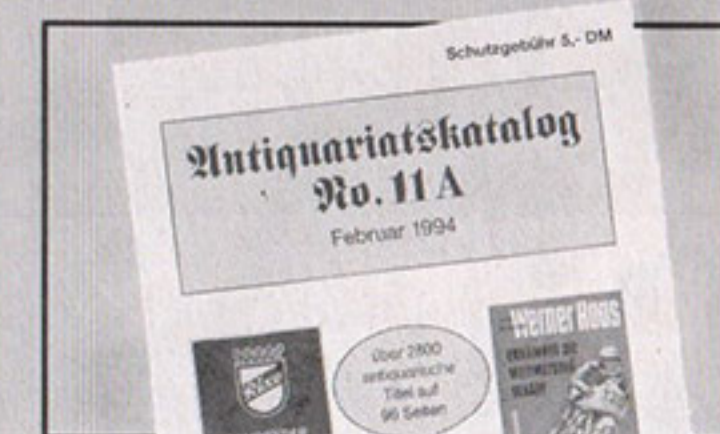 Schutzgebühr 5,- DM
Antiquariatskatalog
No. 11 A
Februar 1994
über 2800
antiquarische
Titel auf
96 Seiten
Werner Haas